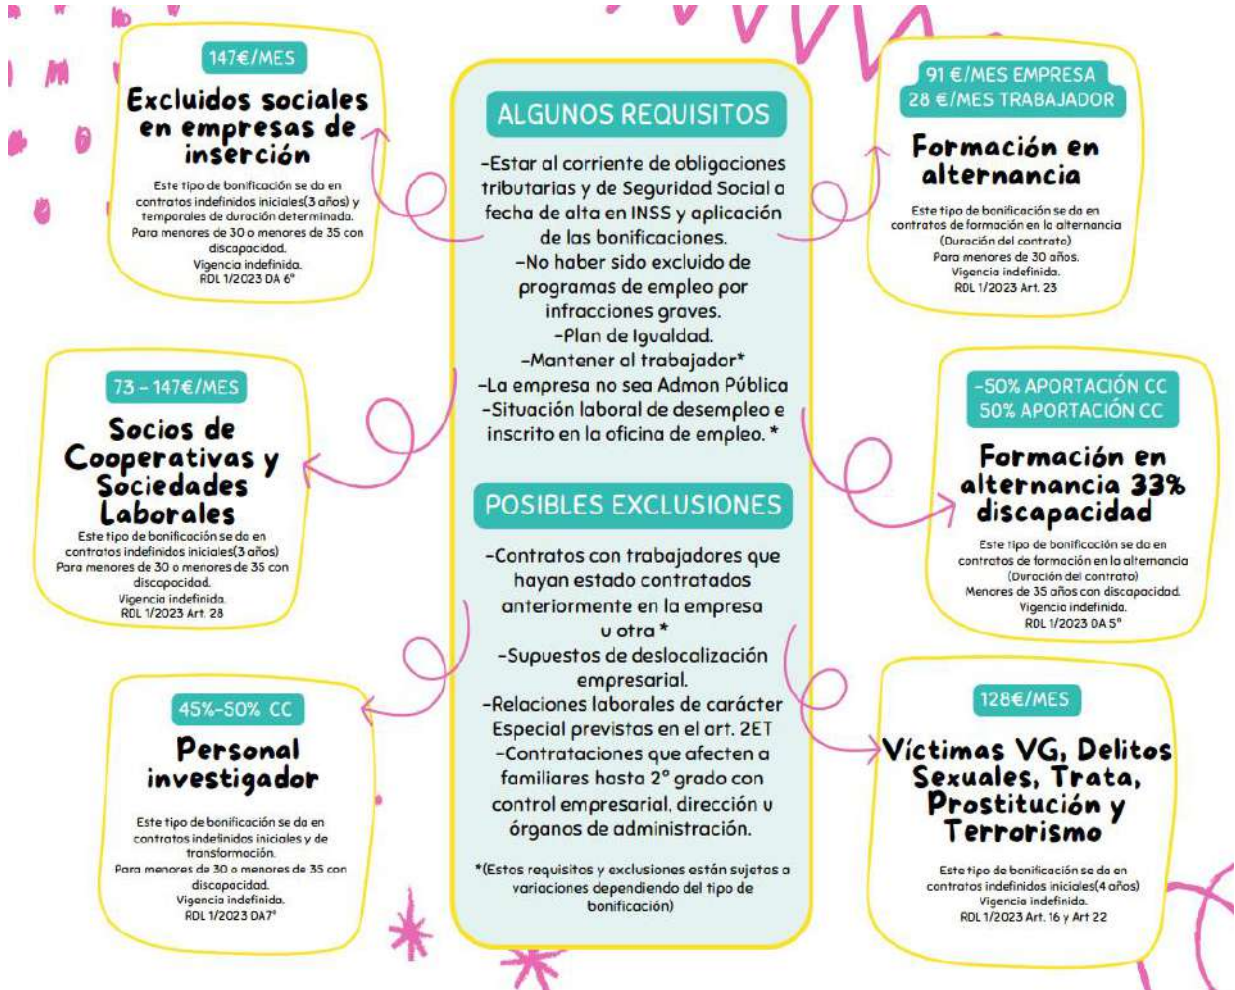 147€/MES
Excluidos sociales
en empresas de
inserción
Este tipo de bonificación se da en
contratos indefinidos iniciales(3 años) y
temporales de duración determinada.
Para menores de 30 o menores de 35 con
discapacidad.
Vigencia indefinida.
RDL 1/2023 DA 6ª
73 – 147€/MES
Socios de
Cooperativas y
Sociedades
Laborales
Este tipo de bonificación se da en
contratos indefinidos iniciales(3 años)
Para menores de 30 o menores de 35 con
discapacidad.
Vigencia indefinida.
RDL 1/2023 Art. 28
45%-50% CC
Personal
investigador
Este tipo de bonificación se da en
contratos indefinidos iniciales y de
transformación.
Para menores de 30 o menores de 35 con
discapacidad.
Vigencia indefinida.
RDL 1/2023 DA7ª
ALGUNOS REQUISITOS
-Estar al corriente de obligaciones
tributarias y de Seguridad Social a
fecha de alta en INSS y aplicación
de las bonificaciones.
-No haber sido excluido de
programas de empleo por
infracciones graves.
-Plan de Igualdad.
-Mantener al trabajador*
-La empresa no sea Admon Pública
-Situación laboral de desempleo e
inscrito en la oficina de empleo. *
POSIBLES EXCLUSIONES
-Contratos con trabajadores que
hayan estado contratados
anteriormente en la empresa
u otra *
-Supuestos de deslocalización
empresarial.
-Relaciones laborales de carácter
Especial previstas en el art. 2ET
-Contrataciones que afecten a
familiares hasta 2º grado con
control empresarial, dirección u
órganos de administración.
*(Estos requisitos y exclusiones están sujetos a
variaciones dependiendo del tipo de
bonificación)
91 €/MES EMPRESA
28 €/MES TRABAJADOR
Formación en
alternancia
Este tipo de bonificación se da en
contratos de formación en la alternancia
(Duración del contrato)
Para menores de 30 años.
Vigencia indefinida.
RDL 1/2023 Art. 23
-50% APORTACIÓN CC
50% APORTACIÓN CC
Formación en
alternancia 33%
discapacidad
Este tipo de bonificación se da en
contratos de formación en la alternancia
(Duración del contrato)
Menores de 35 años con discapacidad.
Vigencia indefinida.
RDL 1/2023 DA 5ª
128€/MES
Víctimas VG, Delitos
Sexuales, Trata,
Prostitución y
Terrorismo
Este tipo de bonificación se da en
contratos indefinidos iniciales(4 años)
Vigencia indefinida.
RDL 1/2023 Art. 16 y Art 22